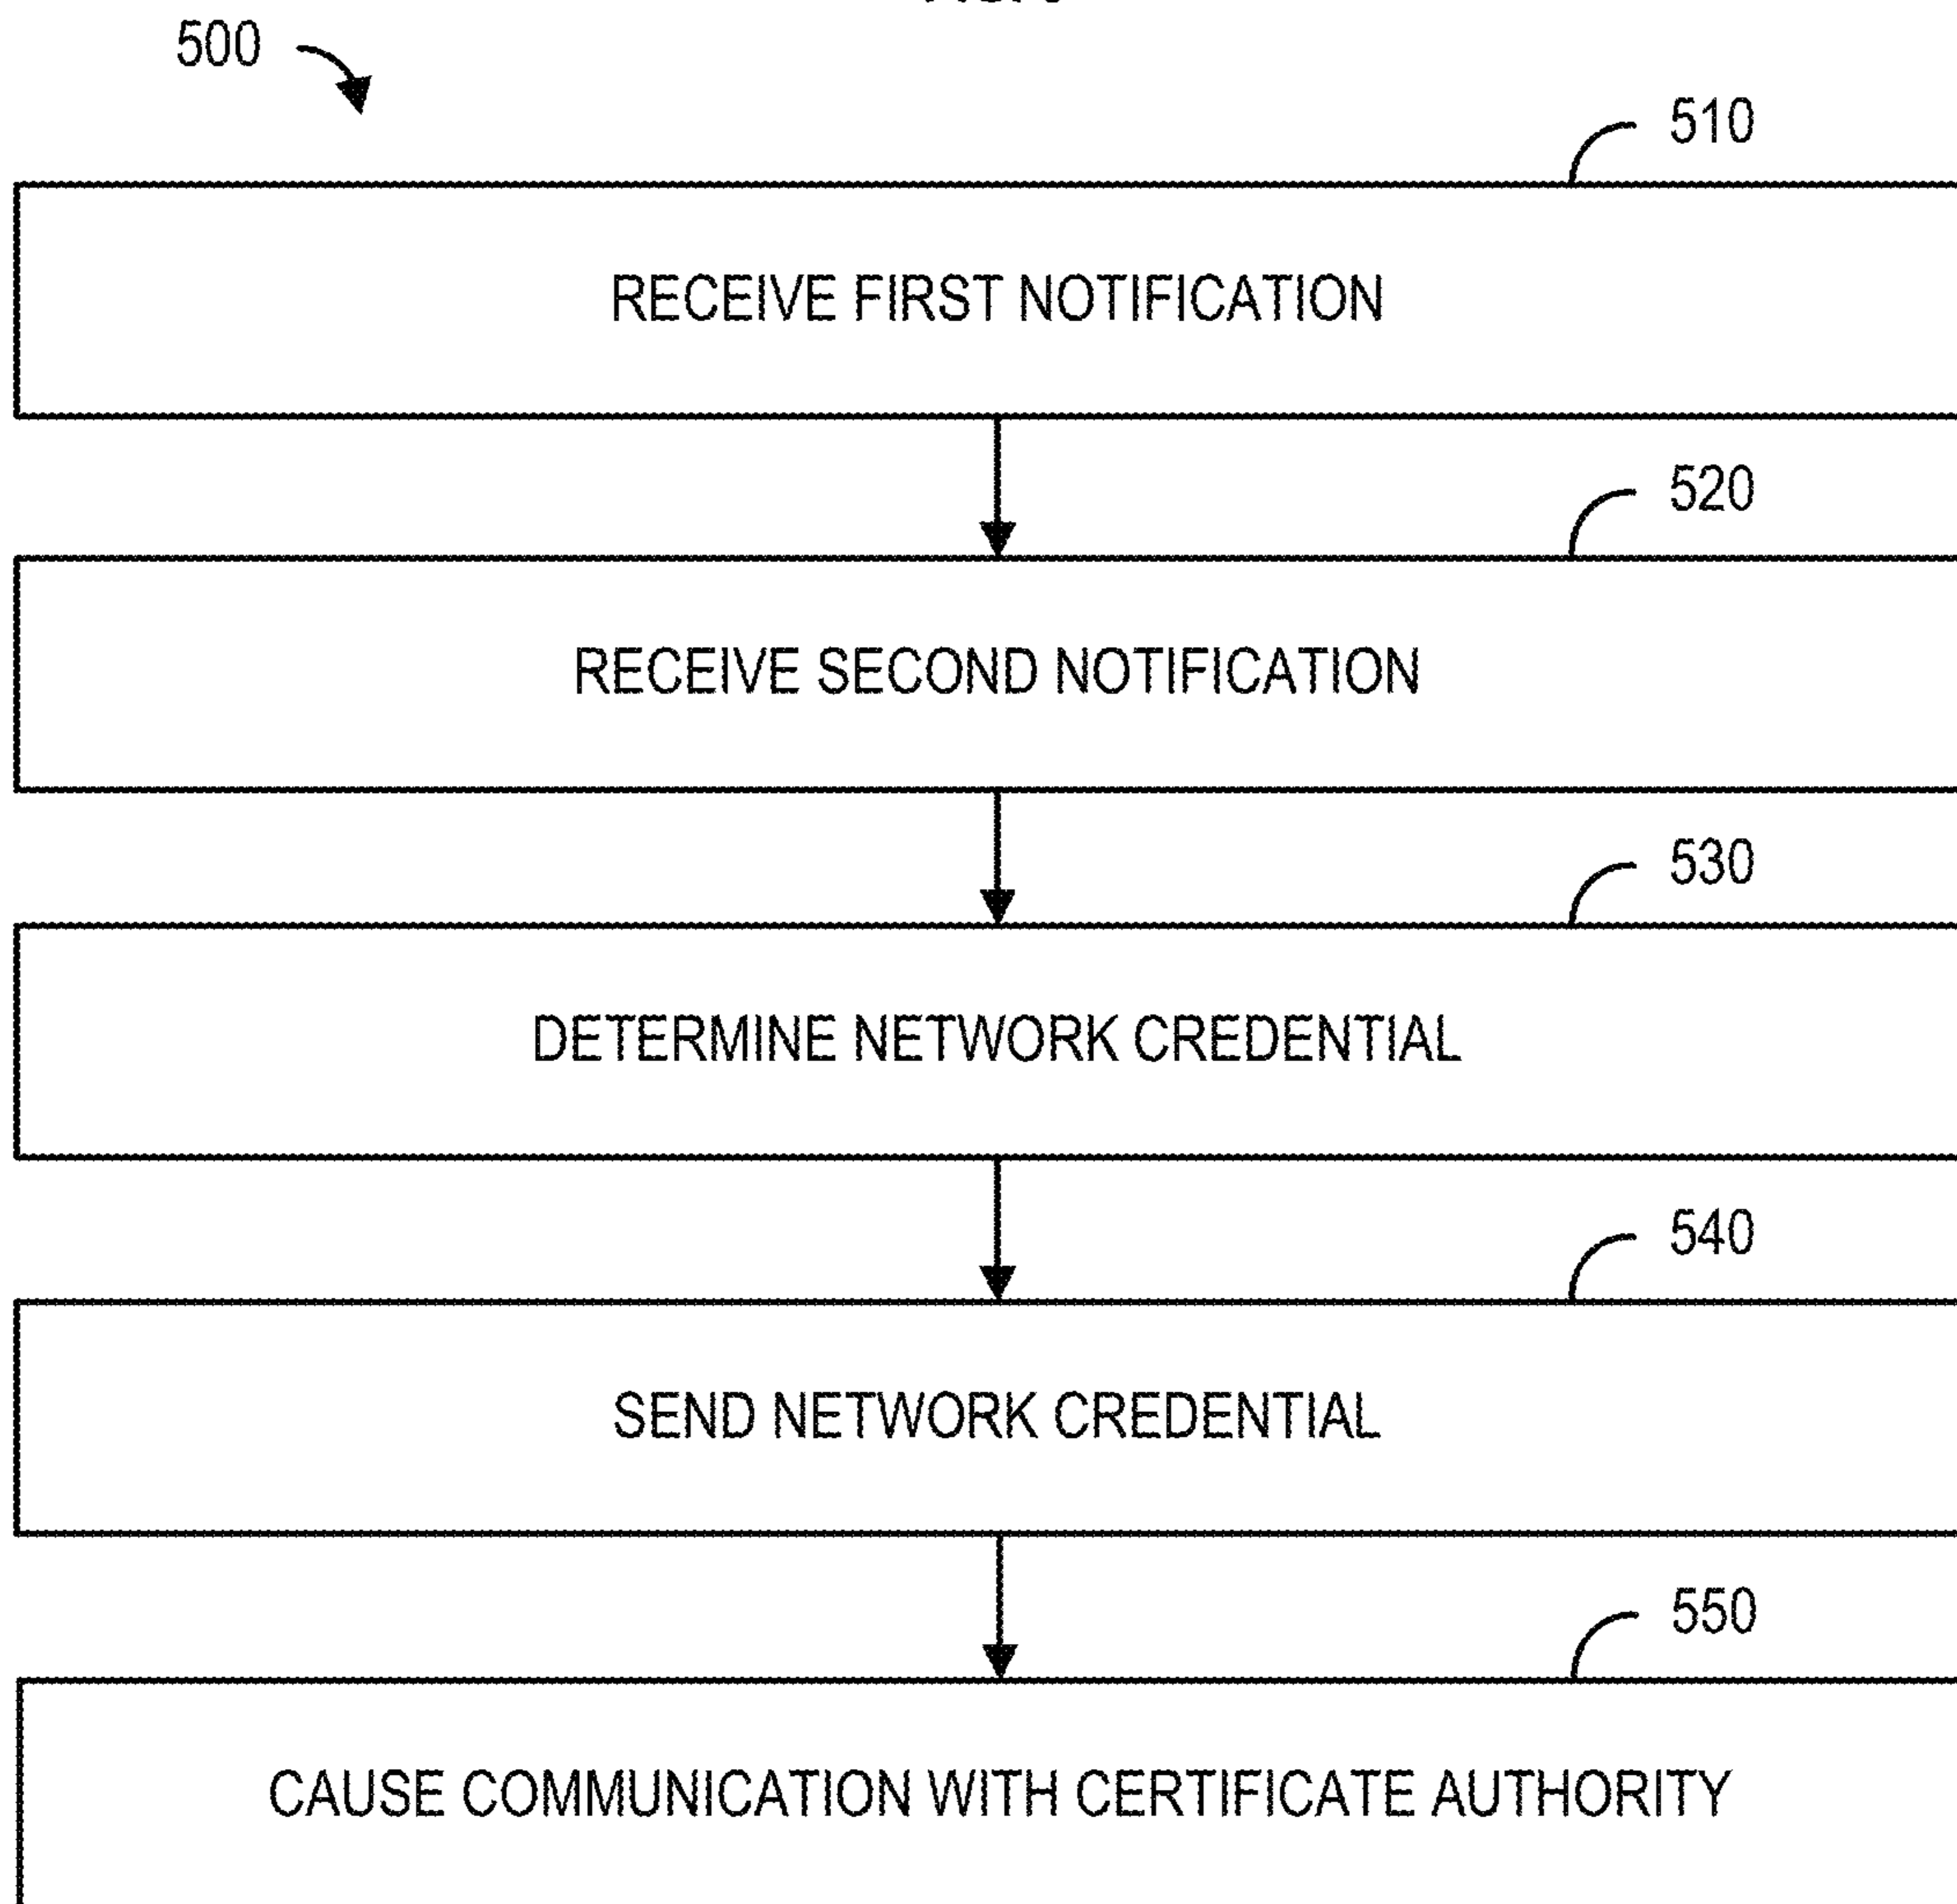 500
510
RECEIVE FIRST NOTIFICATION
520
RECEIVE SECOND NOTIFICATION
530
DETERMINE NETWORK CREDENTIAL
540
SEND NETWORK CREDENTIAL
550
CAUSE COMMUNICATION WITH CERTIFICATE AUTHORITY